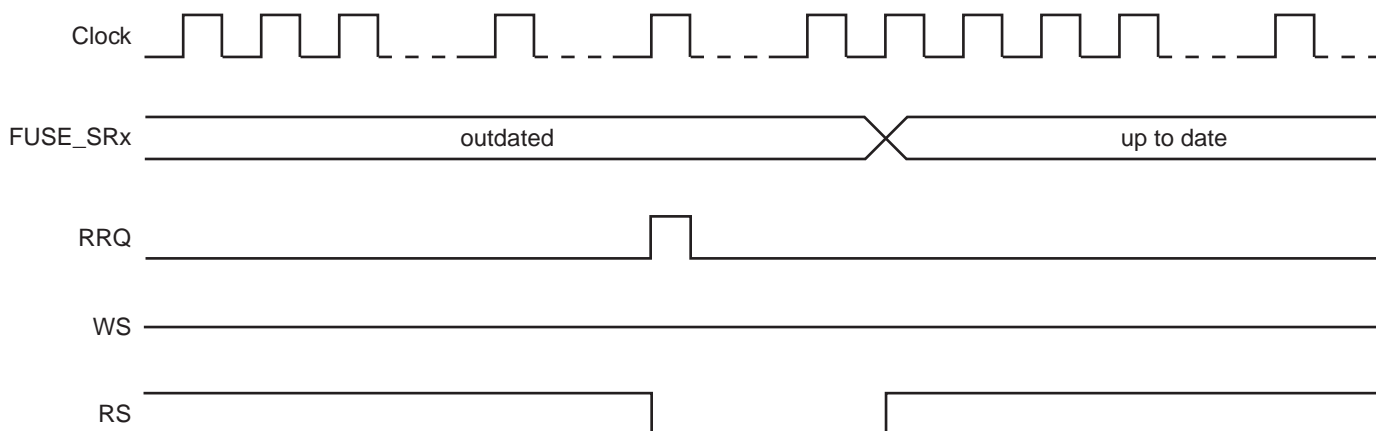 Clock
FUSE_SRx
outdated
up to date
RRQ
WS
RS